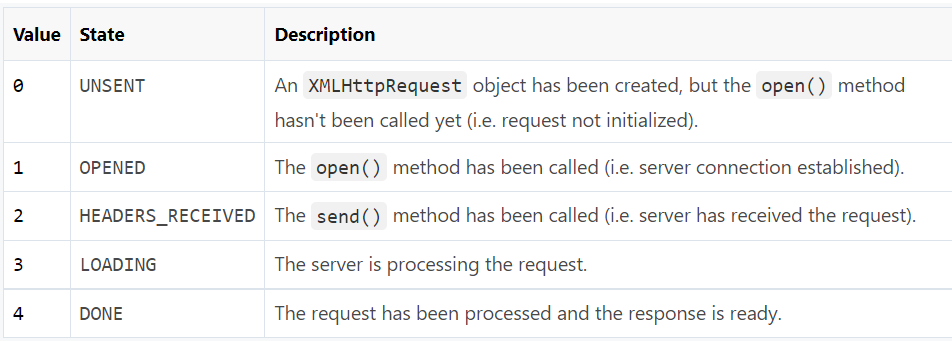 Value State Description
0 UNSENT An XMLHttpRequest object has been created, but the open() method
hasn't been called yet (i.e. request not initialized).
1 OPENED The open() method has been called (i.e. server connection established).
2 HEADERS_RECEIVED The send() method has been called (i.e. server has received the request).
3 LOADING The server is processing the request.
4 DONE The request has been processed and the response is ready.